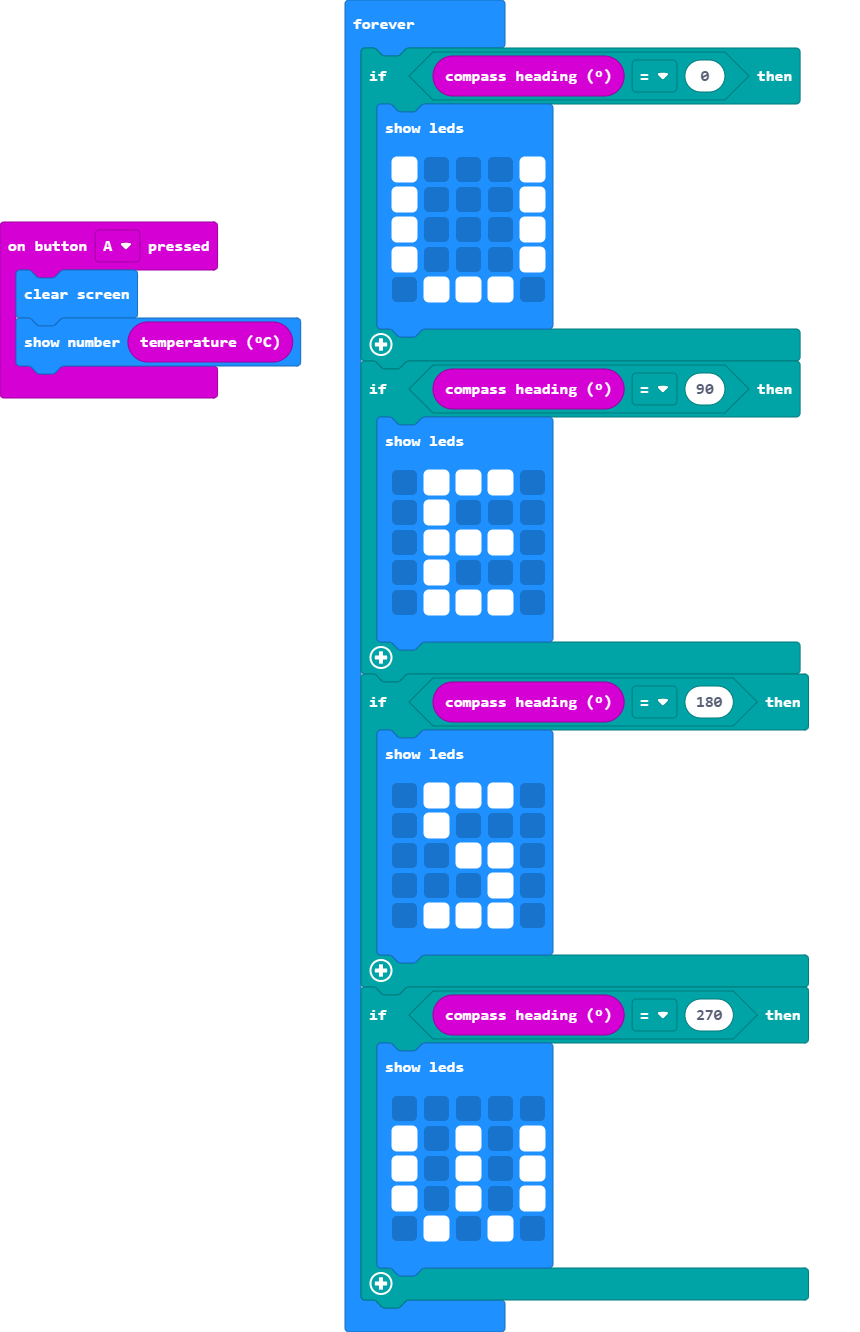 forever
if compass heading (º) = 0 then
show leds
on button A pressed
clear screen
show number temperature (ºC)
if compass heading (º) = 90 then
show leds
if compass heading (º) = 180 then
show leds
if compass heading (º) = 270 then
show leds